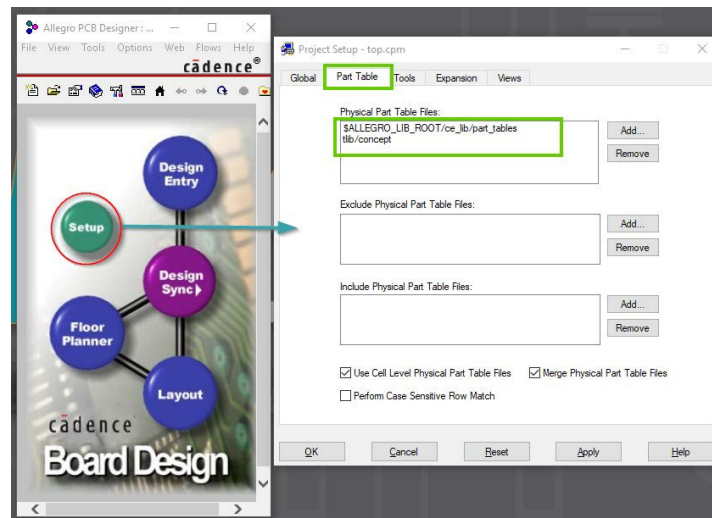 Allegro PCB Designer : ...
File View Tools Options Web Flows Help
cādence®
Design
Entry
Setup
Design
Sync
Floor
Planner
Layout
cādence
Board Design
Project Setup - top.cpm
Global Part Table Tools Expansion Views
Physical Part Table Files:
$ALLEGRO_LIB_ROOT/ce_lib/part_tables
tlib/concept
Add...
Remove
Exclude Physical Part Table Files:
Add...
Remove
Include Physical Part Table Files:
Add...
Remove
Use Cell Level Physical Part Table Files Merge Physical Part Table Files
Perform Case Sensitive Row Match
OK Cancel Reset Apply Help